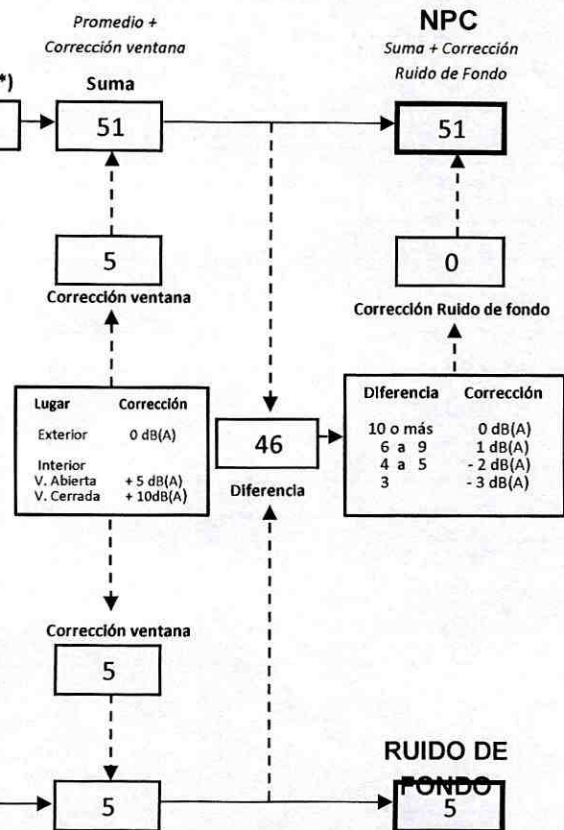 Promedio +
Corrección ventana
NPC
Suma + Corrección
Ruido de Fondo
*)
Suma
51
51
5
Corrección ventana
0
Corrección Ruido de fondo
Lugar Corrección
Exterior 0 dB(A)
Interior
V. Abierta + 5 dB(A)
V. Cerrada + 10dB(A)
46
Diferencia
Diferencia Corrección
10 o más 0 dB(A)
6 a 9 1 dB(A)
4 a 5 - 2 dB(A)
3 - 3 dB(A)
Corrección ventana
5
5
RUIDO DE
FONDO
5